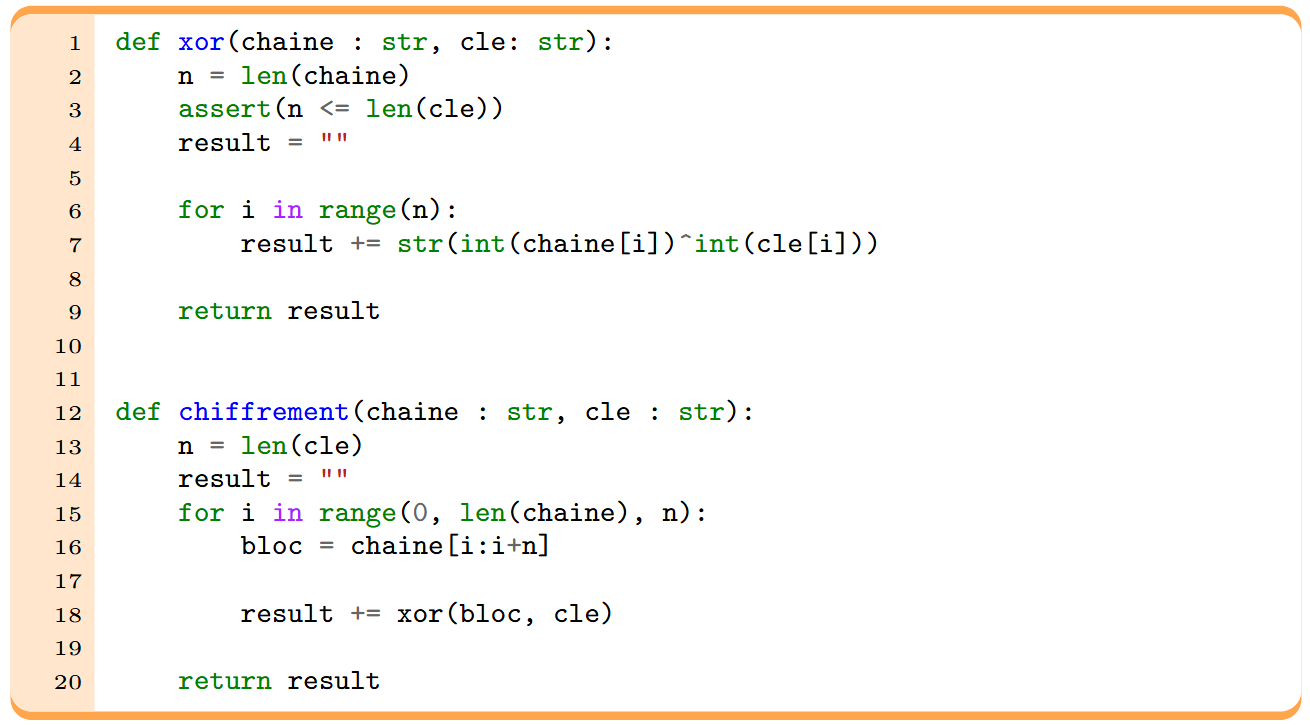 1 def xor(chaine : str, cle: str):
2     n = len(chaine)
3     assert(n <= len(cle))
4     result = ""
5
6     for i in range(n):
7         result += str(int(chaine[i])^int(cle[i]))
8
9     return result
10
11
12 def chiffrement(chaine : str, cle : str):
13     n = len(cle)
14     result = ""
15     for i in range(0, len(chaine), n):
16         bloc = chaine[i:i+n]
17
18         result += xor(bloc, cle)
19
20     return result